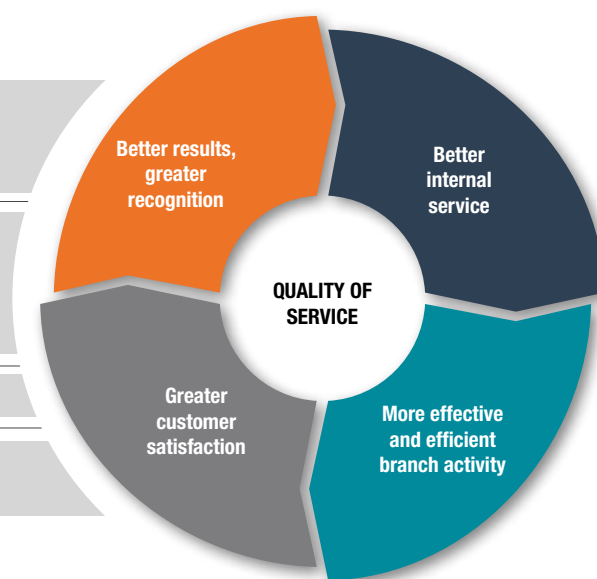 Better results,
greater
recognition
Better
internal
service
QUALITY OF
SERVICE
Greater
customer
satisfaction
More effective
and efficient
branch activity